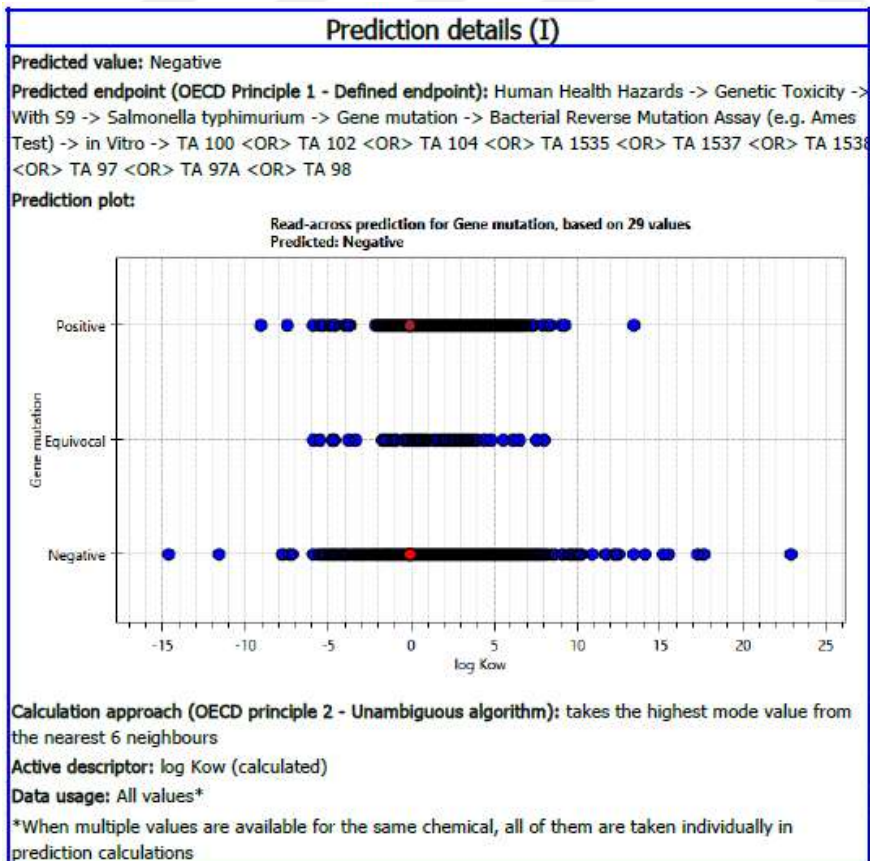 Prediction details (I)
Predicted value: Negative
Predicted endpoint (OECD Principle 1 - Defined endpoint): Human Health Hazards -> Genetic Toxicity ->
With S9 -> Salmonella typhimurium -> Gene mutation -> Bacterial Reverse Mutation Assay (e.g. Ames
Test) -> in Vitro -> TA 100 <OR> TA 102 <OR> TA 104 <OR> TA 1535 <OR> TA 1537 <OR> TA 1538
<OR> TA 97 <OR> TA 97A <OR> TA 98
Prediction plot:
Read-across prediction for Gene mutation, based on 29 values
Predicted: Negative
Positive
Equivocal
Negative
Gene mutation
-15 -10 -5 0 5 10 15 20 25
log Kow
Calculation approach (OECD principle 2 - Unambiguous algorithm): takes the highest mode value from
the nearest 6 neighbours
Active descriptor: log Kow (calculated)
Data usage: All values*
*When multiple values are available for the same chemical, all of them are taken individually in
prediction calculations